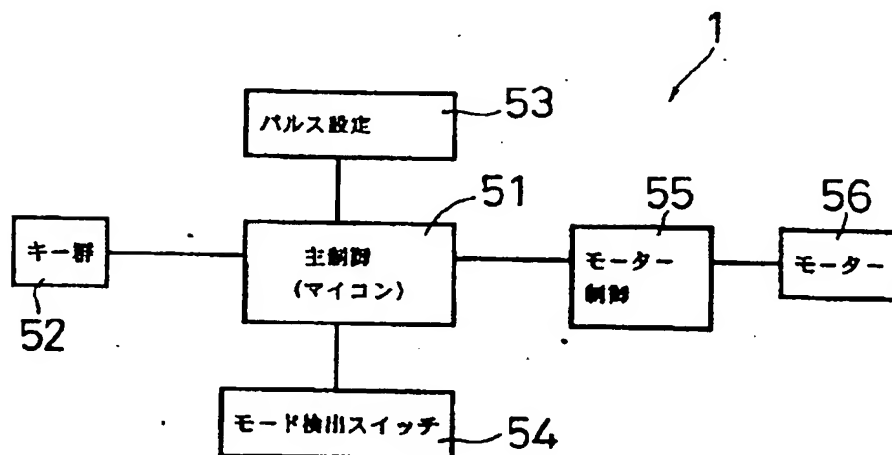 1
パルス設定
53
51
55
56
キー群
主制御
(マイコン)
モーター
制御
モーター
52
モード検出スイッチ
54